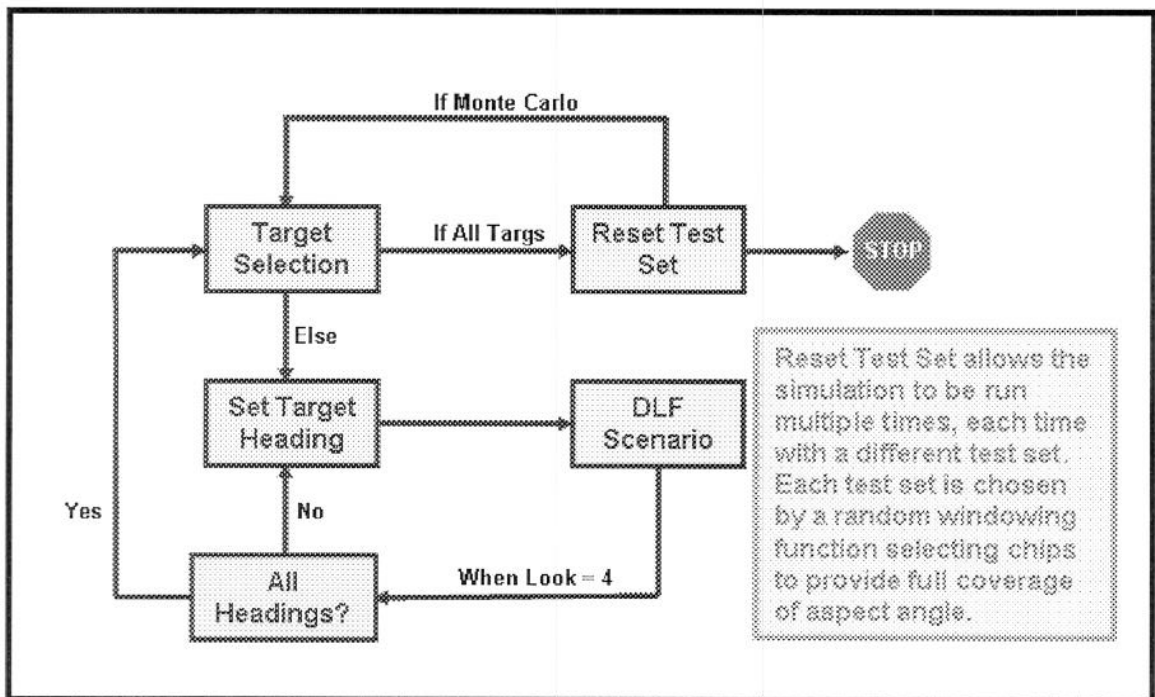 If Monte Carlo
Target
Selection
If All Targs
Reset Test
Set
STOP
Else
Set Target
Heading
DLF
Scenario
Yes
No
All
Headings?
When Look = 4
Reset Test Set allows the
simulation to be run
multiple times, each time
with a different test set.
Each test set is chosen
by a random windowing
function selecting chips
to provide full coverage
of aspect angle.